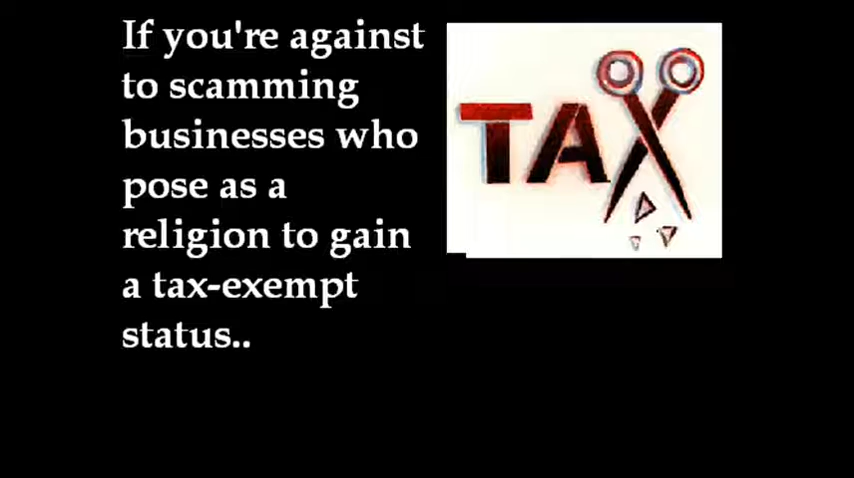 If you're against
to scamming
businesses who
pose as a
religion to gain
a tax-exempt
status..
TAX